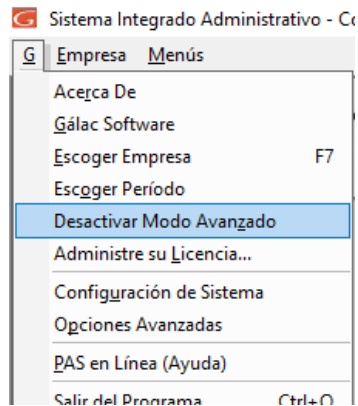 G Sistema Integrado Administrativo - Co
G Empresa Menús
Acerca De
Gálac Software
Escoger Empresa F7
Escoger Período
Desactivar Modo Avanzado
Administre su Licencia...
Configuración de Sistema
Opciones Avanzadas
PAS en Línea (Ayuda)
Salir del Programa Ctrl+Q